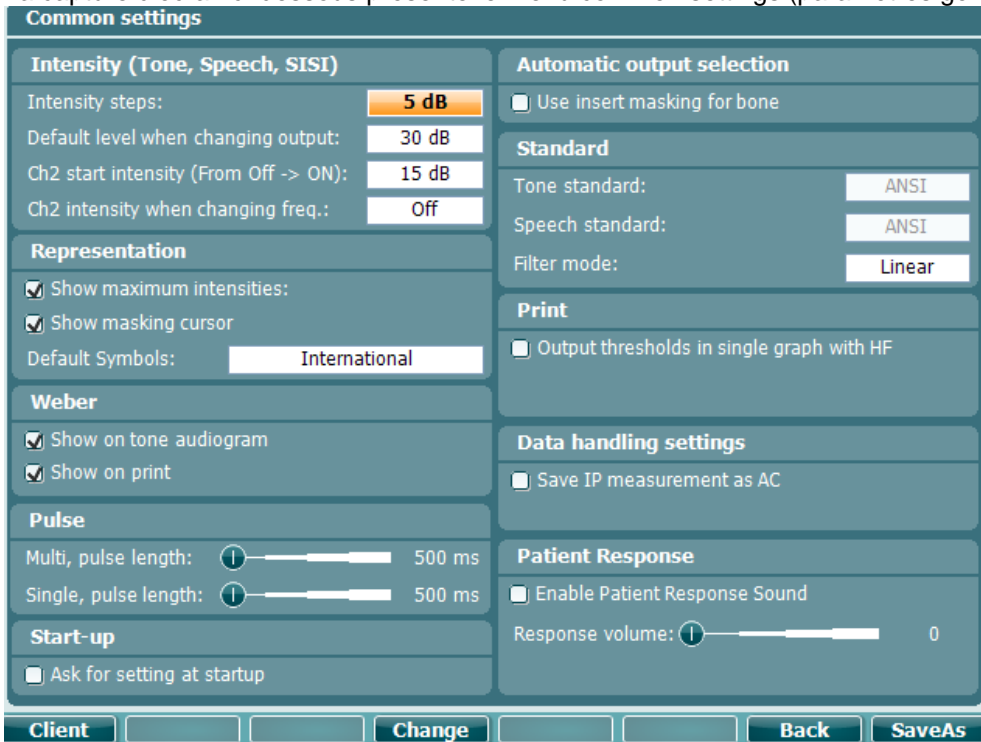 Common settings
Intensity (Tone, Speech, SISI)
Intensity steps: 5 dB
Default level when changing output: 30 dB
Ch2 start intensity (From Off -> ON): 15 dB
Ch2 intensity when changing freq.: Off
Representation
Show maximum intensities:
Show masking cursor
Default Symbols: International
Weber
Show on tone audiogram
Show on print
Pulse
Multi, pulse length: 500 ms
Single, pulse length: 500 ms
Start-up
Ask for setting at startup
Automatic output selection
Use insert masking for bone
Standard
Tone standard: ANSI
Speech standard: ANSI
Filter mode: Linear
Print
Output thresholds in single graph with HF
Data handling settings
Save IP measurement as AC
Patient Response
Enable Patient Response Sound
Response volume: 0
Client Change Back SaveAs